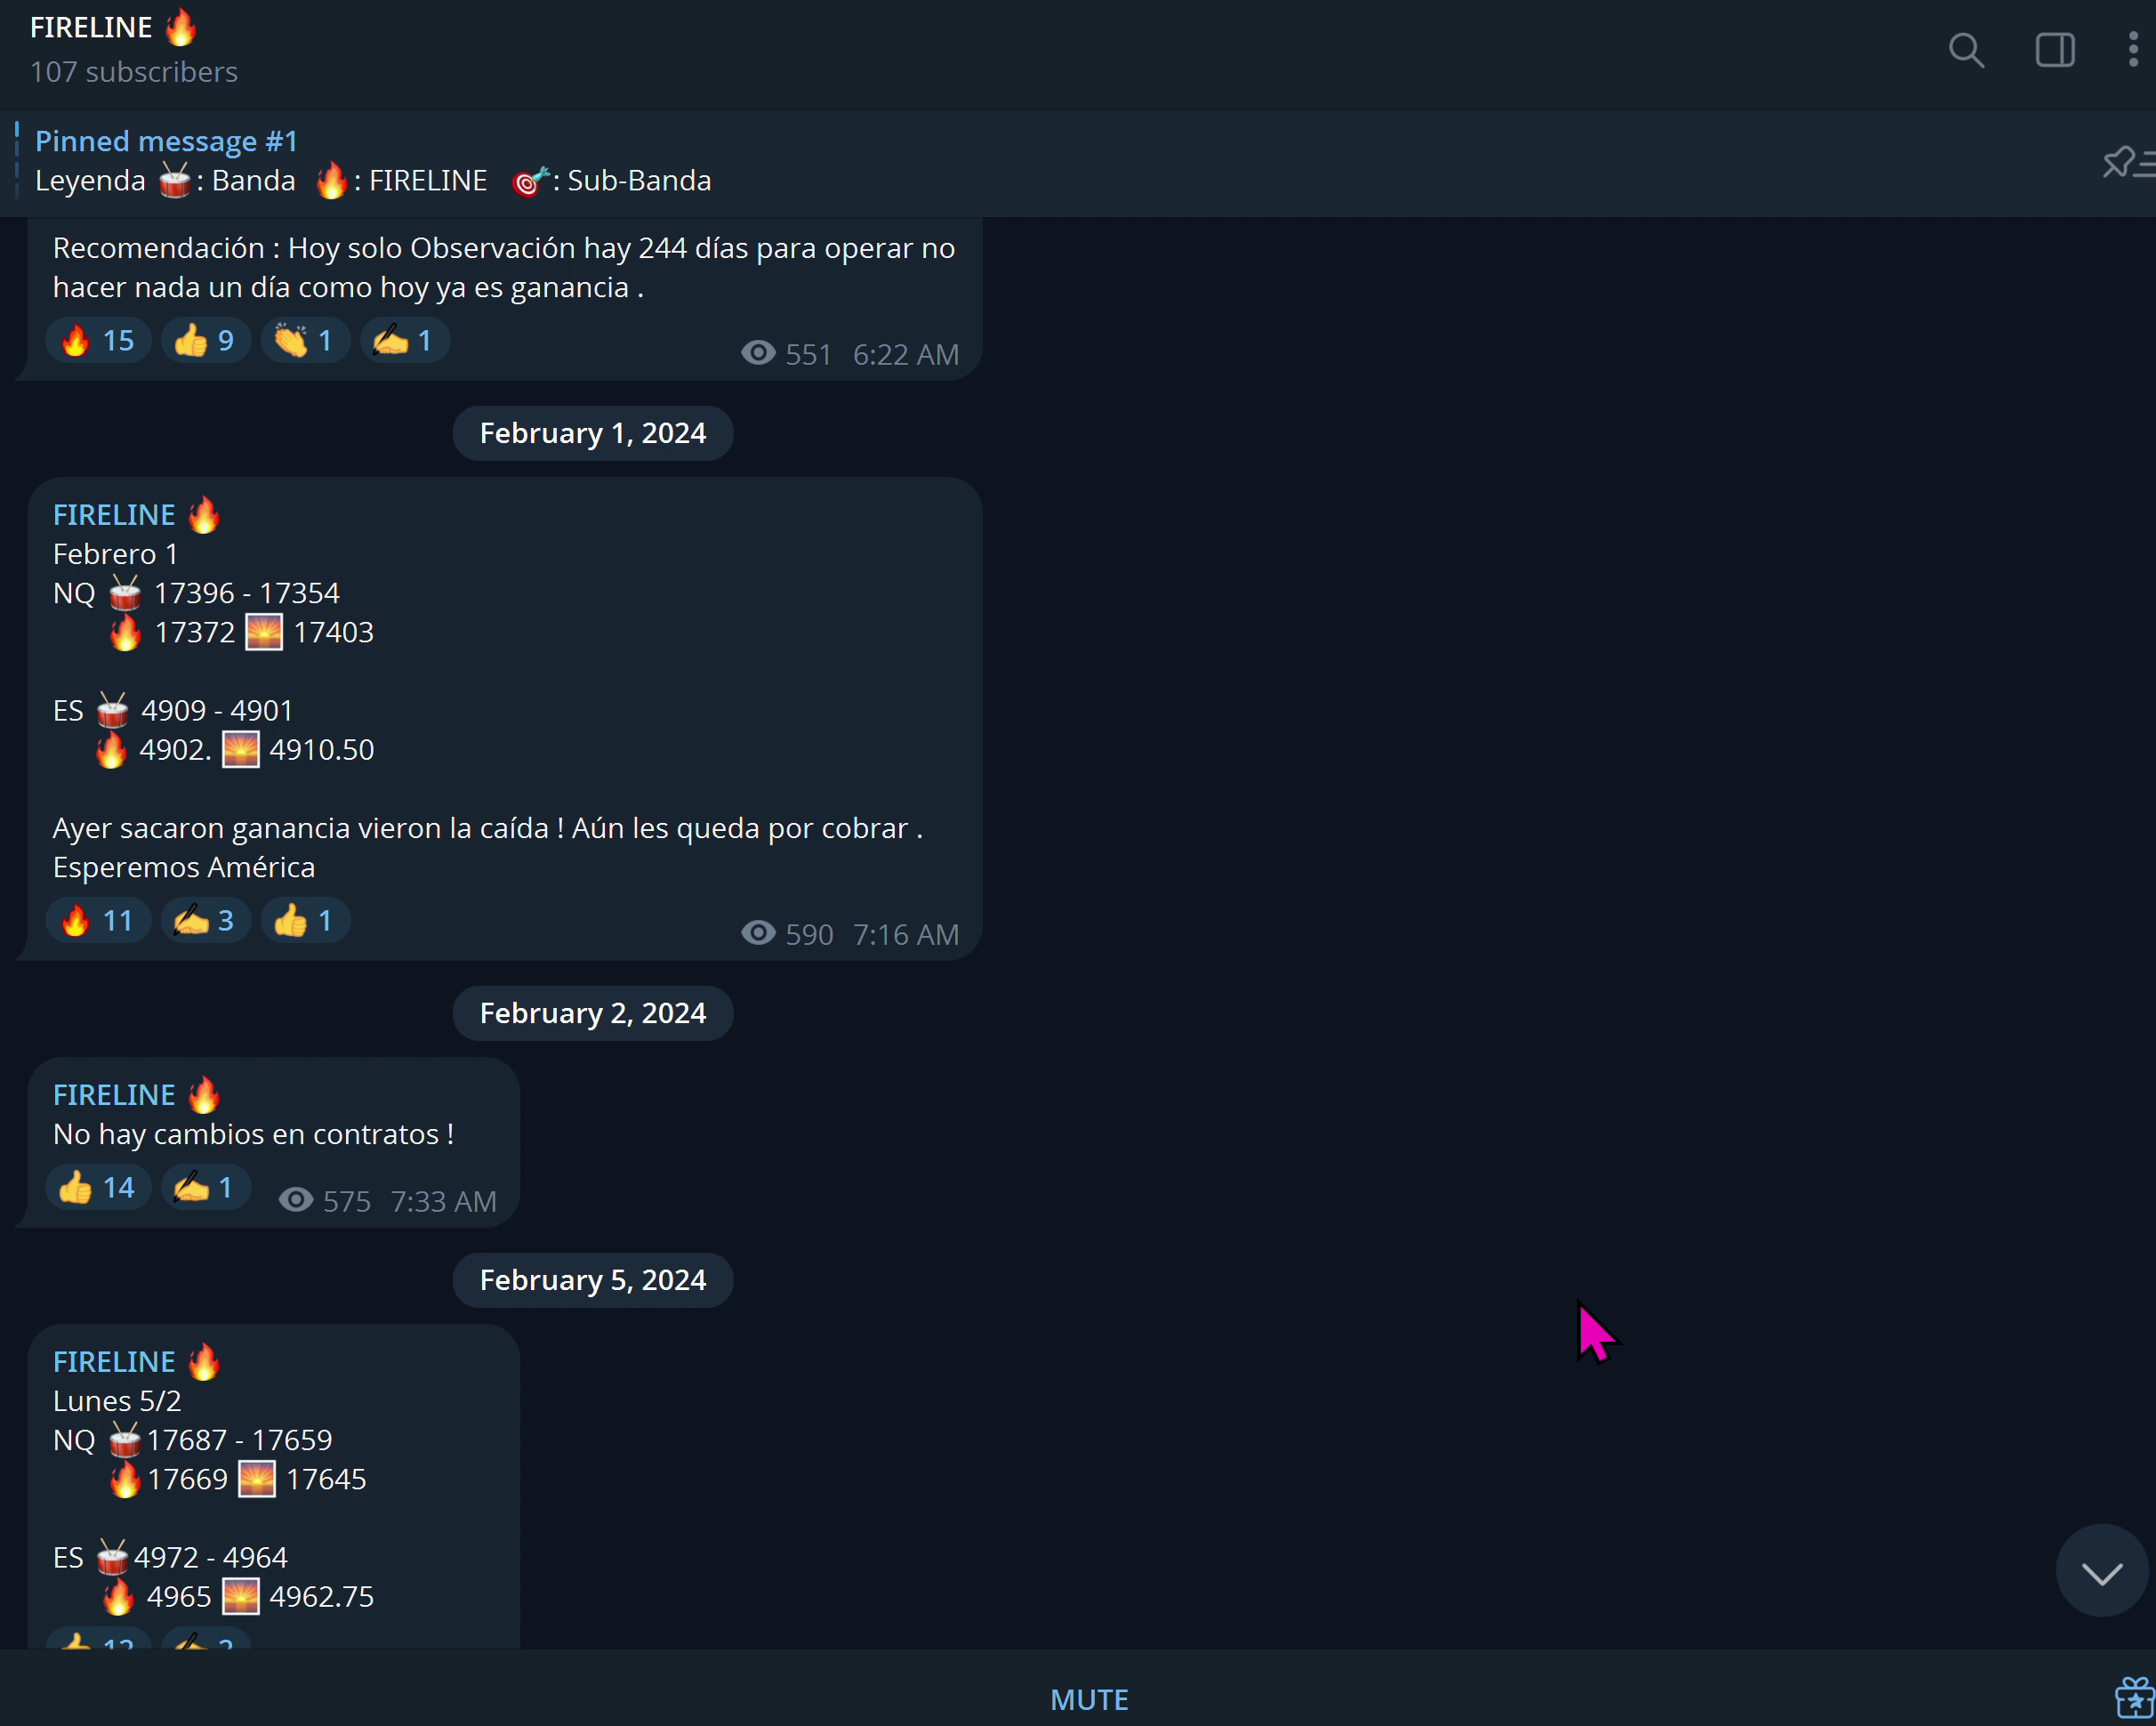 FIRELINE 🔥
107 subscribers
Pinned message #1
Leyenda 🥁: Banda 🔥: FIRELINE 🎯: Sub-Banda
Recomendación : Hoy solo Observación hay 244 días para operar no
hacer nada un día como hoy ya es ganancia .
🔥 15 👍 9 👏 1 ✍️ 1 551 6:22 AM
February 1, 2024
FIRELINE 🔥
Febrero 1
NQ 🥁 17396 - 17354
🔥 17372 🌅 17403
ES 🥁 4909 - 4901
🔥 4902. 🌅 4910.50
Ayer sacaron ganancia vieron la caída ! Aún les queda por cobrar .
Esperemos América
🔥 11 ✍️ 3 👍 1 590 7:16 AM
February 2, 2024
FIRELINE 🔥
No hay cambios en contratos !
👍 14 ✍️ 1 575 7:33 AM
February 5, 2024
FIRELINE 🔥
Lunes 5/2
NQ 🥁17687 - 17659
🔥17669 🌅 17645
ES 🥁4972 - 4964
🔥 4965 🌅 4962.75
👍 12 ✍️ 2
MUTE